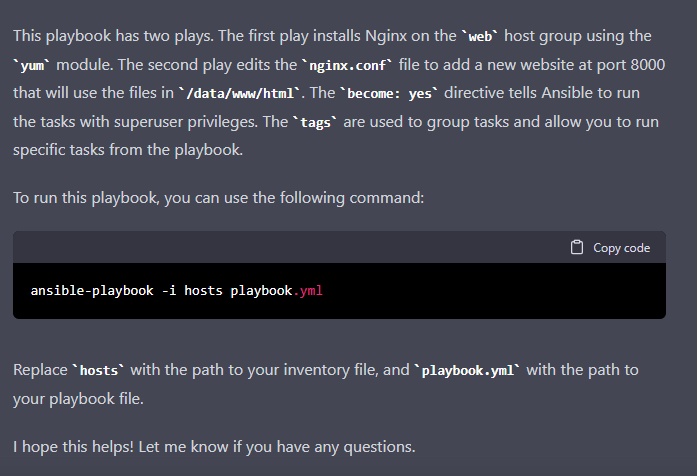 This playbook has two plays. The first play installs Nginx on the `web` host group using the
`yum` module. The second play edits the `nginx.conf` file to add a new website at port 8000
that will use the files in `/data/www/html`. The `become: yes` directive tells Ansible to run
the tasks with superuser privileges. The `tags` are used to group tasks and allow you to run
specific tasks from the playbook.
To run this playbook, you can use the following command:
Copy code
ansible-playbook -i hosts playbook.yml
Replace `hosts` with the path to your inventory file, and `playbook.yml` with the path to
your playbook file.
I hope this helps! Let me know if you have any questions.